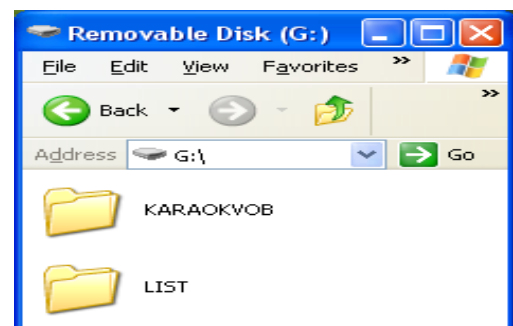 Removable Disk (G:)
File Edit View Favorites »
Back »
Address G:\ Go
KARAOKVOB
LIST